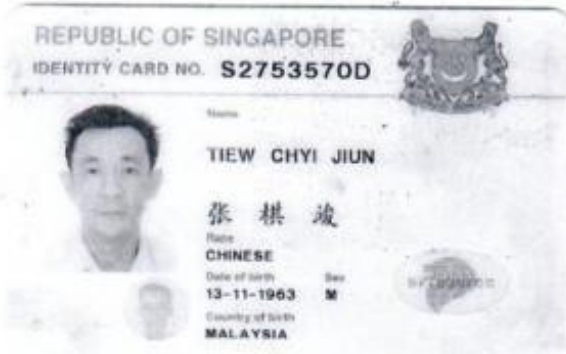 REPUBLIC OF SINGAPORE
IDENTITY CARD NO. S2753570D
Name
TIEW CHYI JIUN
张 棋 竣
Race
CHINESE
Date of birth Sex
13-11-1963 M
Country of birth
MALAYSIA